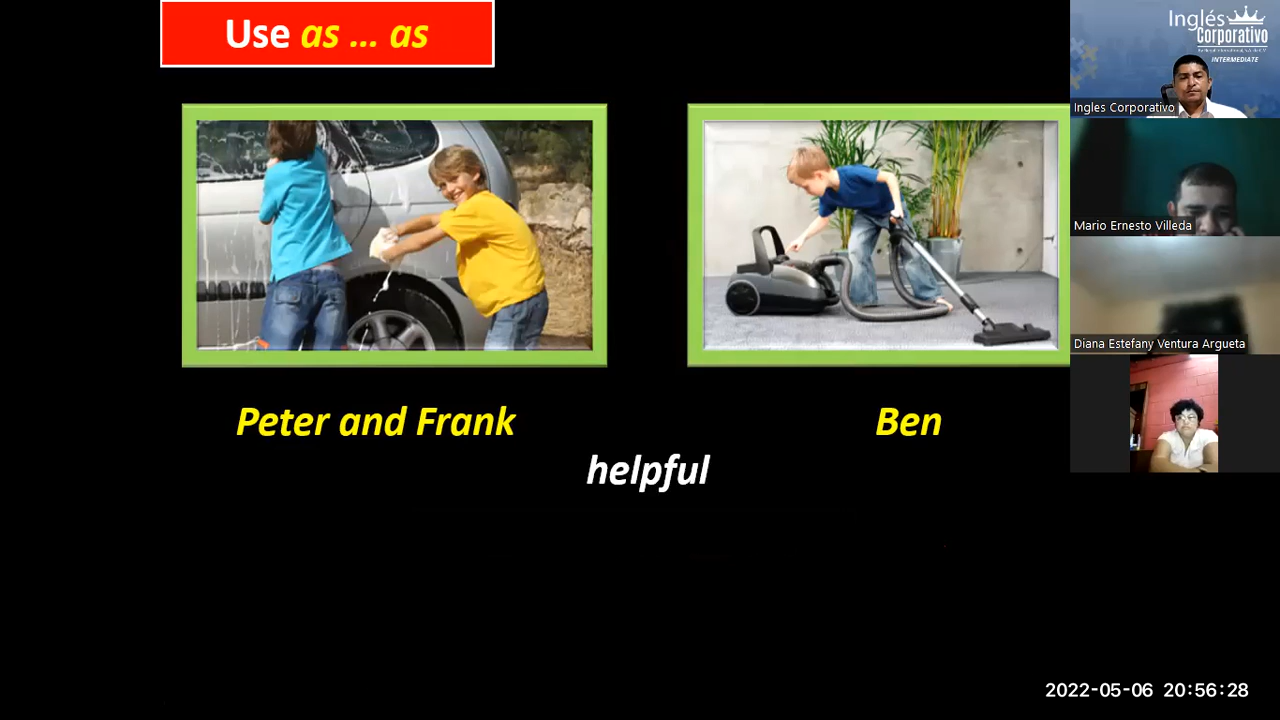 Use as ... as
Peter and Frank
Ben
helpful
Inglés
Corporativo
INTERMEDIATE
Ingles Corporativo
Mario Ernesto Villeda
Diana Estefany Ventura Argueta
2022-05-06 20:56:28